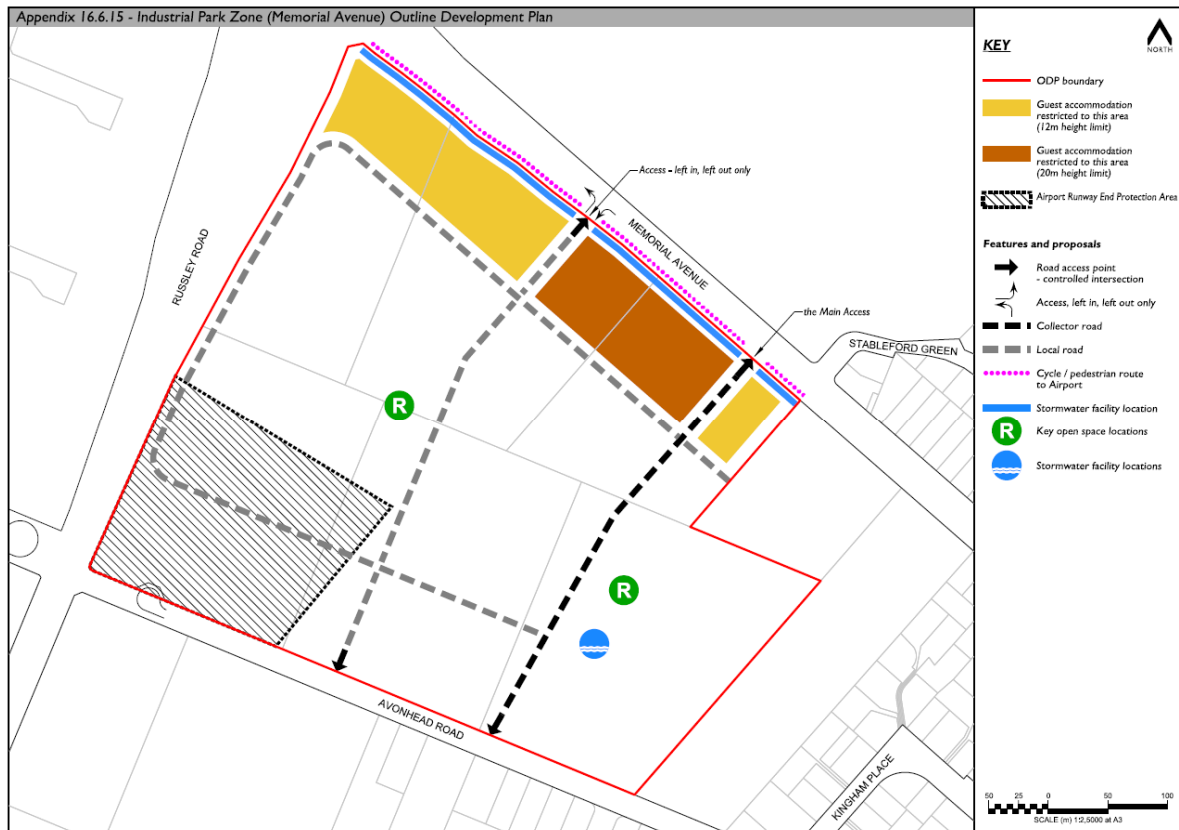 Appendix 16.6.15 - Industrial Park Zone (Memorial Avenue) Outline Development Plan
RUSSLEY ROAD
Access - left in, left out only
MEMORIAL AVENUE
the Main Access
STABLEFORD GREEN
R
R
AVONHEAD ROAD
KINGHAM PLACE
KEY
NORTH
ODP boundary
Guest accommodation
restricted to this area
(12m height limit)
Guest accommodation
restricted to this area
(20m height limit)
Airport Runway End Protection Area
Features and proposals
Road access point
- controlled intersection
Access, left in, left out only
Collector road
Local road
Cycle / pedestrian route
to Airport
Stormwater facility location
R
Key open space locations
Stormwater facility locations
50 25 0 50 100
SCALE (m) 1:2,5000 at A3